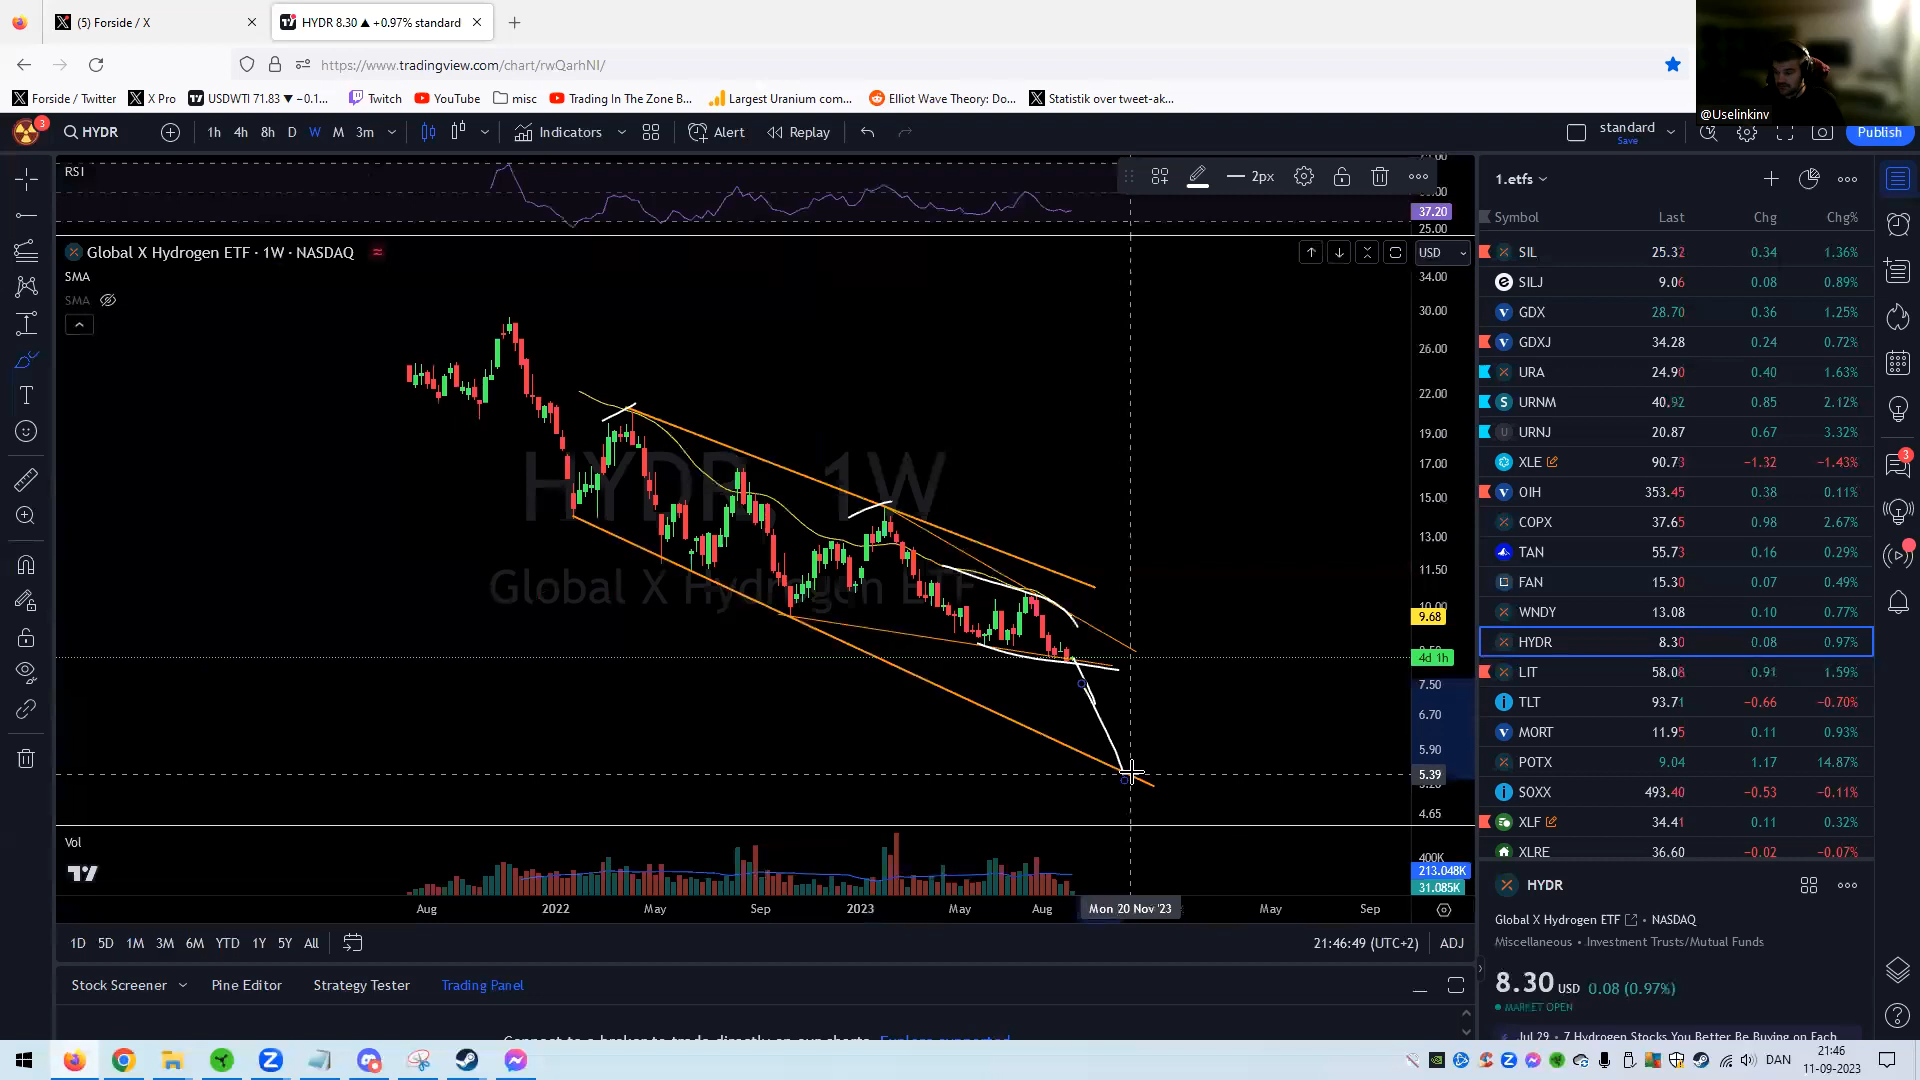 (5) Forside / X
HYDR 8.30 ▲ +0.97% standard
https://www.tradingview.com/chart/rwQarhNI/
Forside / Twitter
X Pro
USDWTI 71.83 ▼ −0.1...
Twitch
YouTube
misc
Trading In The Zone B...
Largest Uranium com...
Elliot Wave Theory: Do...
Statistik over tweet-ak...
@Uselinkinv
3
HYDR
1h 4h 8h D W M 3m
Indicators
Alert
Replay
standard
Save
Publish
RSI
2px
37.20
25.00
Global X Hydrogen ETF · 1W · NASDAQ
USD
SMA
SMA
HYDR, 1W
Global X Hydrogen ETF
34.00
30.00
26.00
22.00
19.00
17.00
15.00
13.00
11.50
10.00
9.68
4d 1h
7.50
6.70
5.90
5.39
4.65
Vol
400K
213.048K
31.085K
Aug 2022 May Sep 2023 May Aug Mon 20 Nov '23 May Sep
1D 5D 1M 3M 6M YTD 1Y 5Y All
21:46:49 (UTC+2) ADJ
Stock Screener
Pine Editor
Strategy Tester
Trading Panel
Connect to a broker to trade directly on our charts. Explore supported
1.etfs
Symbol Last Chg Chg%
SIL 25.32 0.34 1.36%
SILJ 9.06 0.08 0.89%
GDX 28.70 0.36 1.25%
GDXJ 34.28 0.24 0.72%
URA 24.90 0.40 1.63%
URNM 40.92 0.85 2.12%
URNJ 20.87 0.67 3.32%
XLE 90.73 −1.32 −1.43%
OIH 353.45 0.38 0.11%
COPX 37.65 0.98 2.67%
TAN 55.73 0.16 0.29%
FAN 15.30 0.07 0.49%
WNDY 13.08 0.10 0.77%
HYDR 8.30 0.08 0.97%
LIT 58.08 0.91 1.59%
TLT 93.71 −0.66 −0.70%
MORT 11.95 0.11 0.93%
POTX 9.04 1.17 14.87%
SOXX 493.40 −0.53 −0.11%
XLF 34.41 0.11 0.32%
XLRE 36.60 −0.02 −0.07%
HYDR
Global X Hydrogen ETF • NASDAQ
Miscellaneous • Investment Trusts/Mutual Funds
8.30 USD 0.08 (0.97%)
MARKET OPEN
Jul 29 • 7 Hydrogen Stocks You Better Be Buying on Each
3
DAN
21:46
11-09-2023